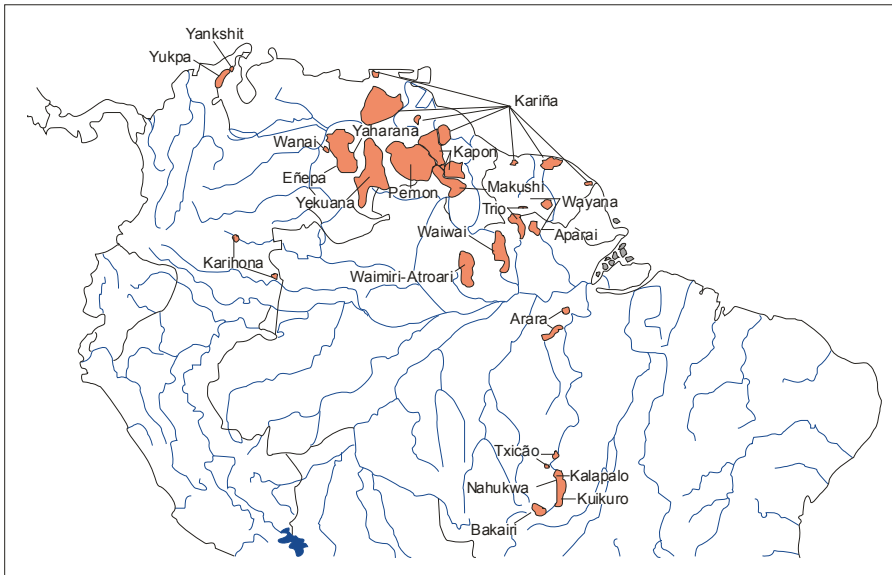 Yankshit
Yukpa
Kariña
Wanai
Yaharana
Kapon
Eñepa
Makushi
Yekuana
Pemon
Wayana
Trio
Waiwai
Aparai
Karihona
Waimiri-Atroari
Arara
Txicão
Kalapalo
Nahukwa
Kuikuro
Bakairi